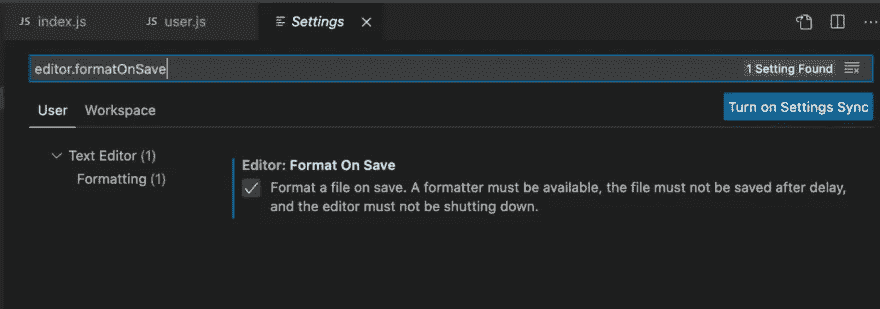 JS index.js JS user.js Settings
editor.formatOnSave 1 Setting Found
User Workspace Turn on Settings Sync
Text Editor (1)
Formatting (1)
Editor: Format On Save
Format a file on save. A formatter must be available, the file must not be saved after delay,
and the editor must not be shutting down.